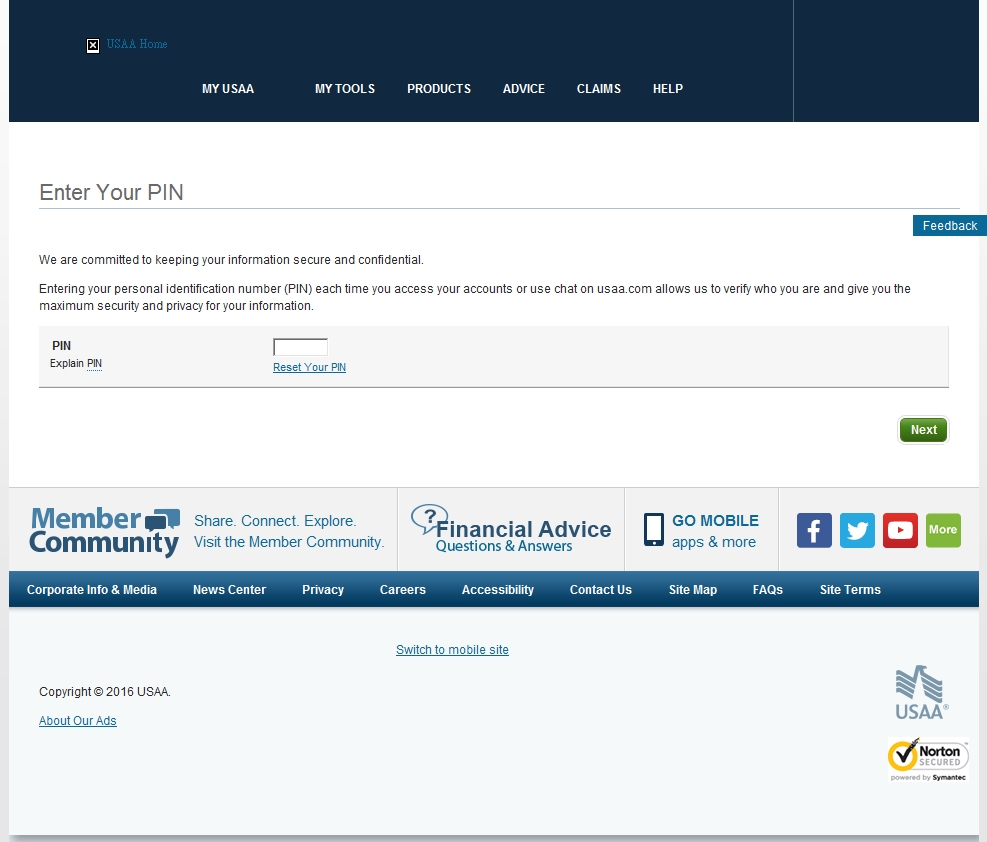 USAA Home
MY USAA MY TOOLS PRODUCTS ADVICE CLAIMS HELP
Enter Your PIN
Feedback
We are committed to keeping your information secure and confidential.
Entering your personal identification number (PIN) each time you access your accounts or use chat on usaa.com allows us to verify who you are and give you the
maximum security and privacy for your information.
PIN
Explain PIN
Reset Your PIN
Next
Member
Community
Share. Connect. Explore.
Visit the Member Community.
?
Financial Advice
Questions & Answers
GO MOBILE
apps & more
f
More
Corporate Info & Media News Center Privacy Careers Accessibility Contact Us Site Map FAQs Site Terms
Switch to mobile site
Copyright © 2016 USAA.
About Our Ads
USAA®
Norton
SECURED
powered by Symantec